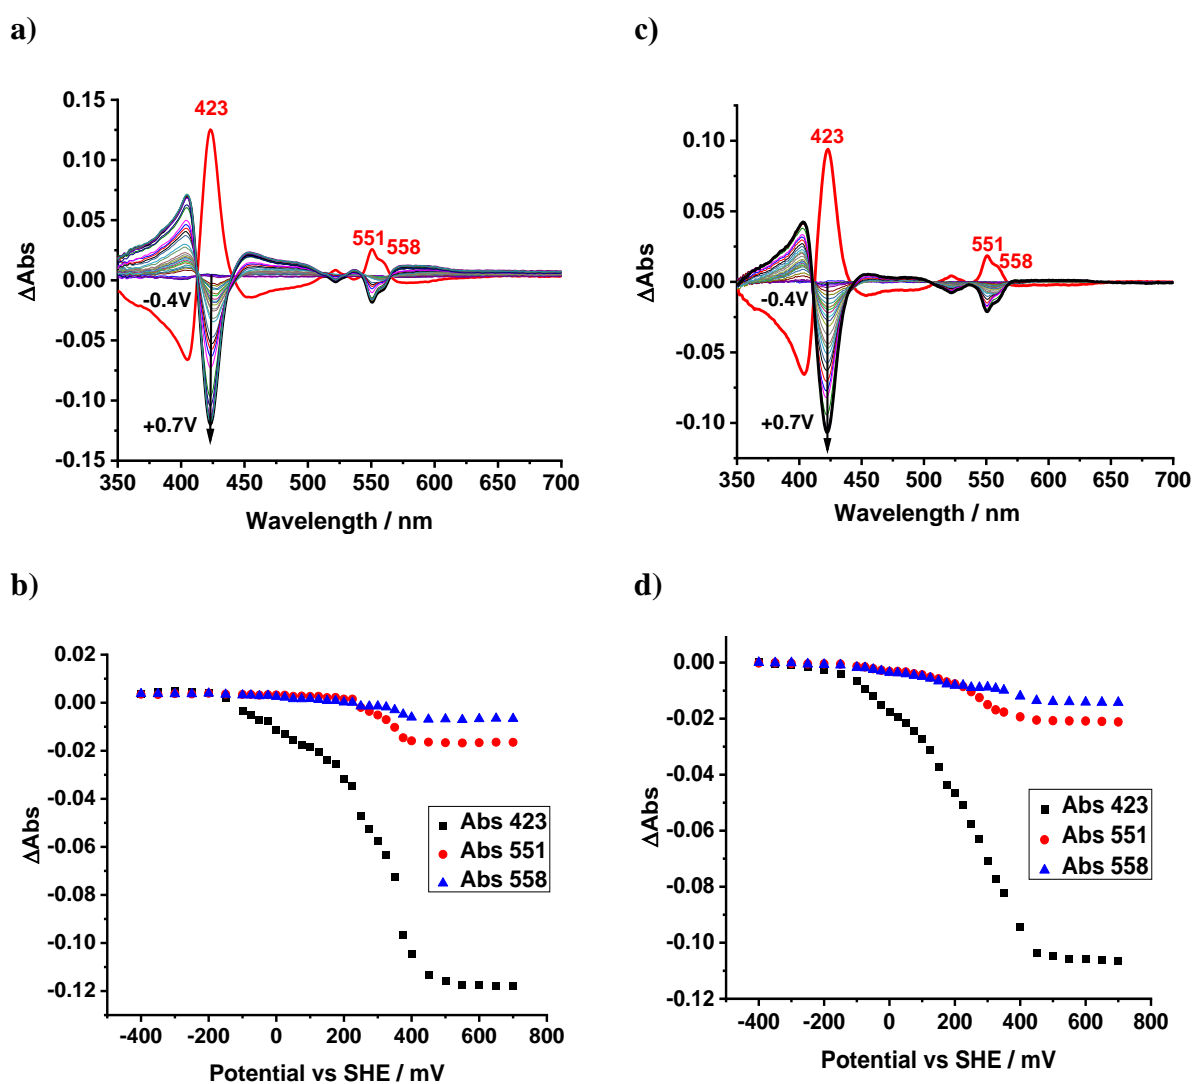 a)
0.15
0.10
0.05
0.00
-0.05
-0.10
-0.15
ΔAbs
423
551
558
-0.4V
+0.7V
350 400 450 500 550 600 650 700
Wavelength / nm
c)
0.10
0.05
0.00
-0.05
-0.10
ΔAbs
423
551
558
-0.4V
+0.7V
350 400 450 500 550 600 650 700
Wavelength / nm
b)
0.02
0.00
-0.02
-0.04
-0.06
-0.08
-0.10
-0.12
ΔAbs
Abs 423
Abs 551
Abs 558
-400 -200 0 200 400 600 800
Potential vs SHE / mV
d)
0.00
-0.02
-0.04
-0.06
-0.08
-0.10
-0.12
ΔAbs
Abs 423
Abs 551
Abs 558
-400 -200 0 200 400 600 800
Potential vs SHE / mV